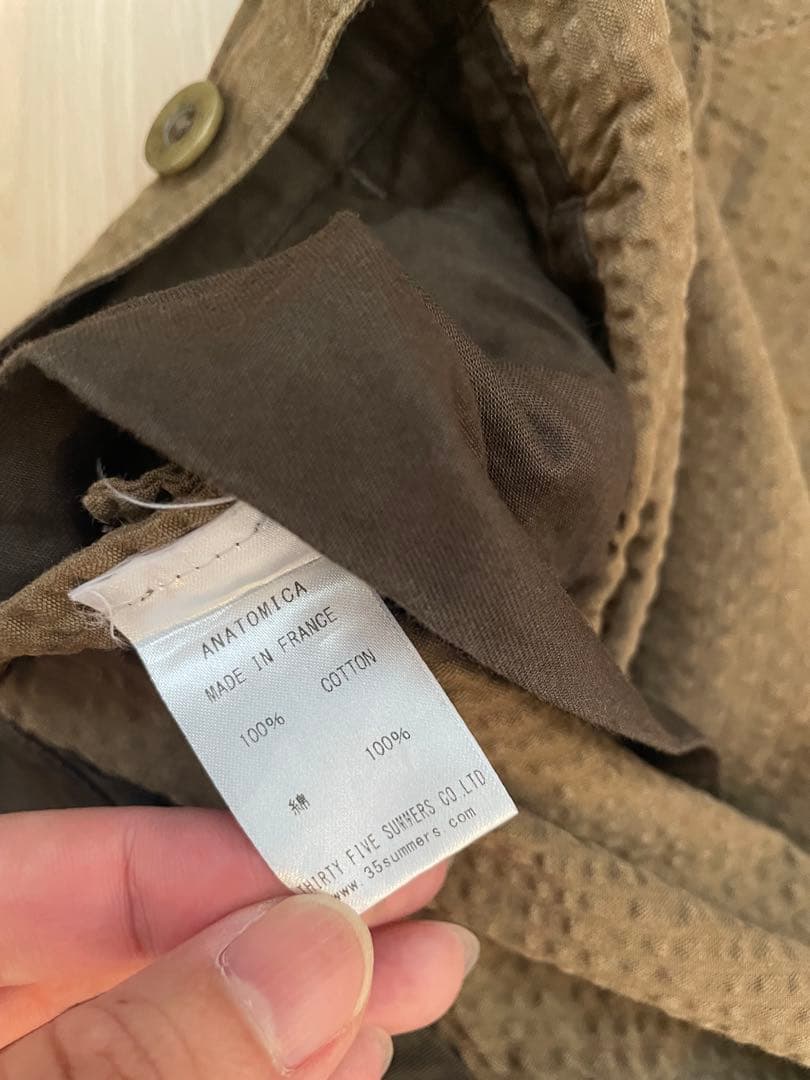 ANATOMICA
MADE IN FRANCE
100% COTTON
綿 100%
THIRTY FIVE SUMMERS CO.,LTD
www.35summers.com